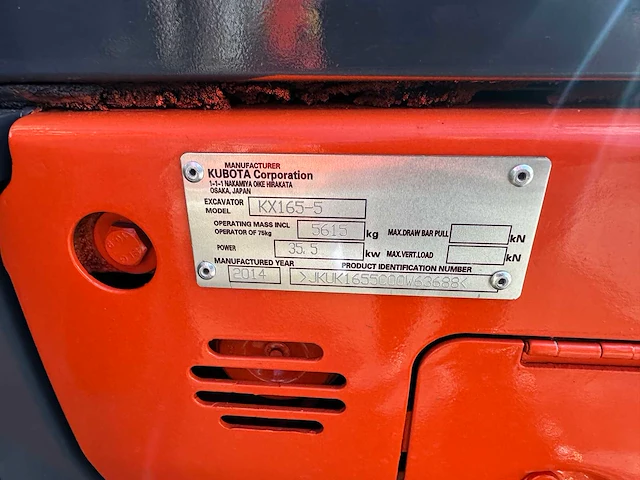 MANUFACTURER
KUBOTA Corporation
1-1-1 NAKAMIYA OIKE HIRAKATA
OSAKA, JAPAN
EXCAVATOR MODEL KX165-5
OPERATING MASS INCL OPERATOR OF 75kg 5615 kg MAX.DRAW BAR PULL kN
POWER 35.5 kw MAX.VERT.LOAD kN
MANUFACTURED YEAR PRODUCT IDENTIFICATION NUMBER
2014 >JKUK1655C00W63688<